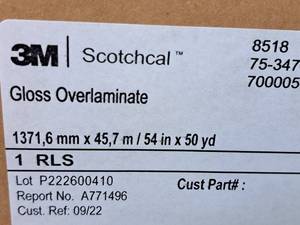 3M Scotchcal™ 8518
75-347
700005
Gloss Overlaminate
1371,6 mm x 45,7 m / 54 in x 50 yd
1 RLS
Lot P222600410 Cust Part#:
Report No. A771496
Cust. Ref: 09/22